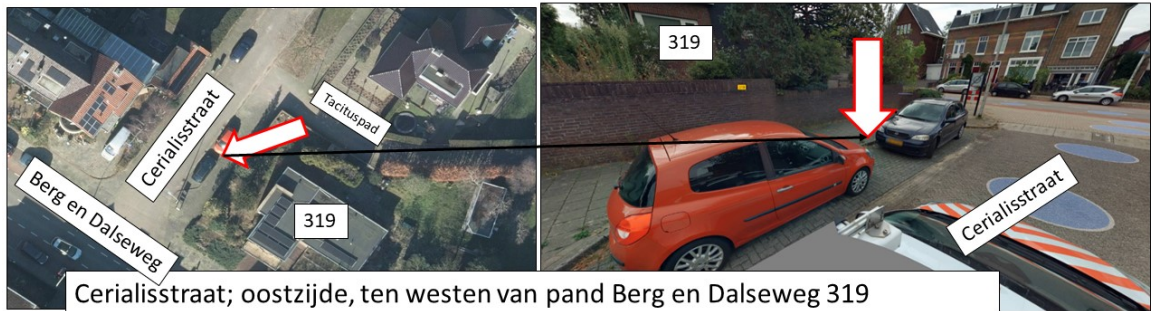 Cerialisstraat
Tacituspad
Berg en Dalseweg
319
319
Cerialisstraat
Cerialisstraat; oostzijde, ten westen van pand Berg en Dalseweg 319